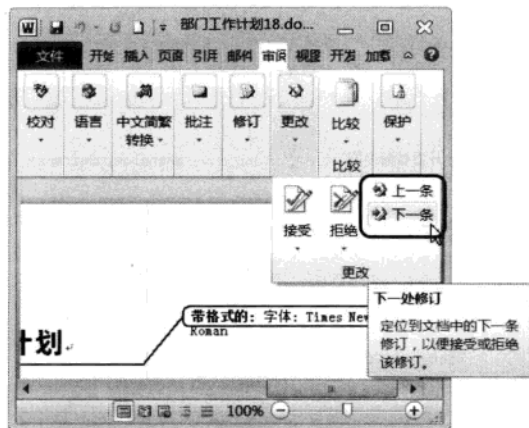 部门工作计划18.do...
文件 开始 插入 页面 引用 邮件 审阅 视图 开发 加载
校对 语言 中文简繁转换 批注 修订 更改 比较 保护
比较
上一条
接受 拒绝 下一条
更改
下一处修订
定位到文档中的下一条
修订，以便接受或拒绝
该修订。
带格式的: 字体: Times New
Roman
计划
100%